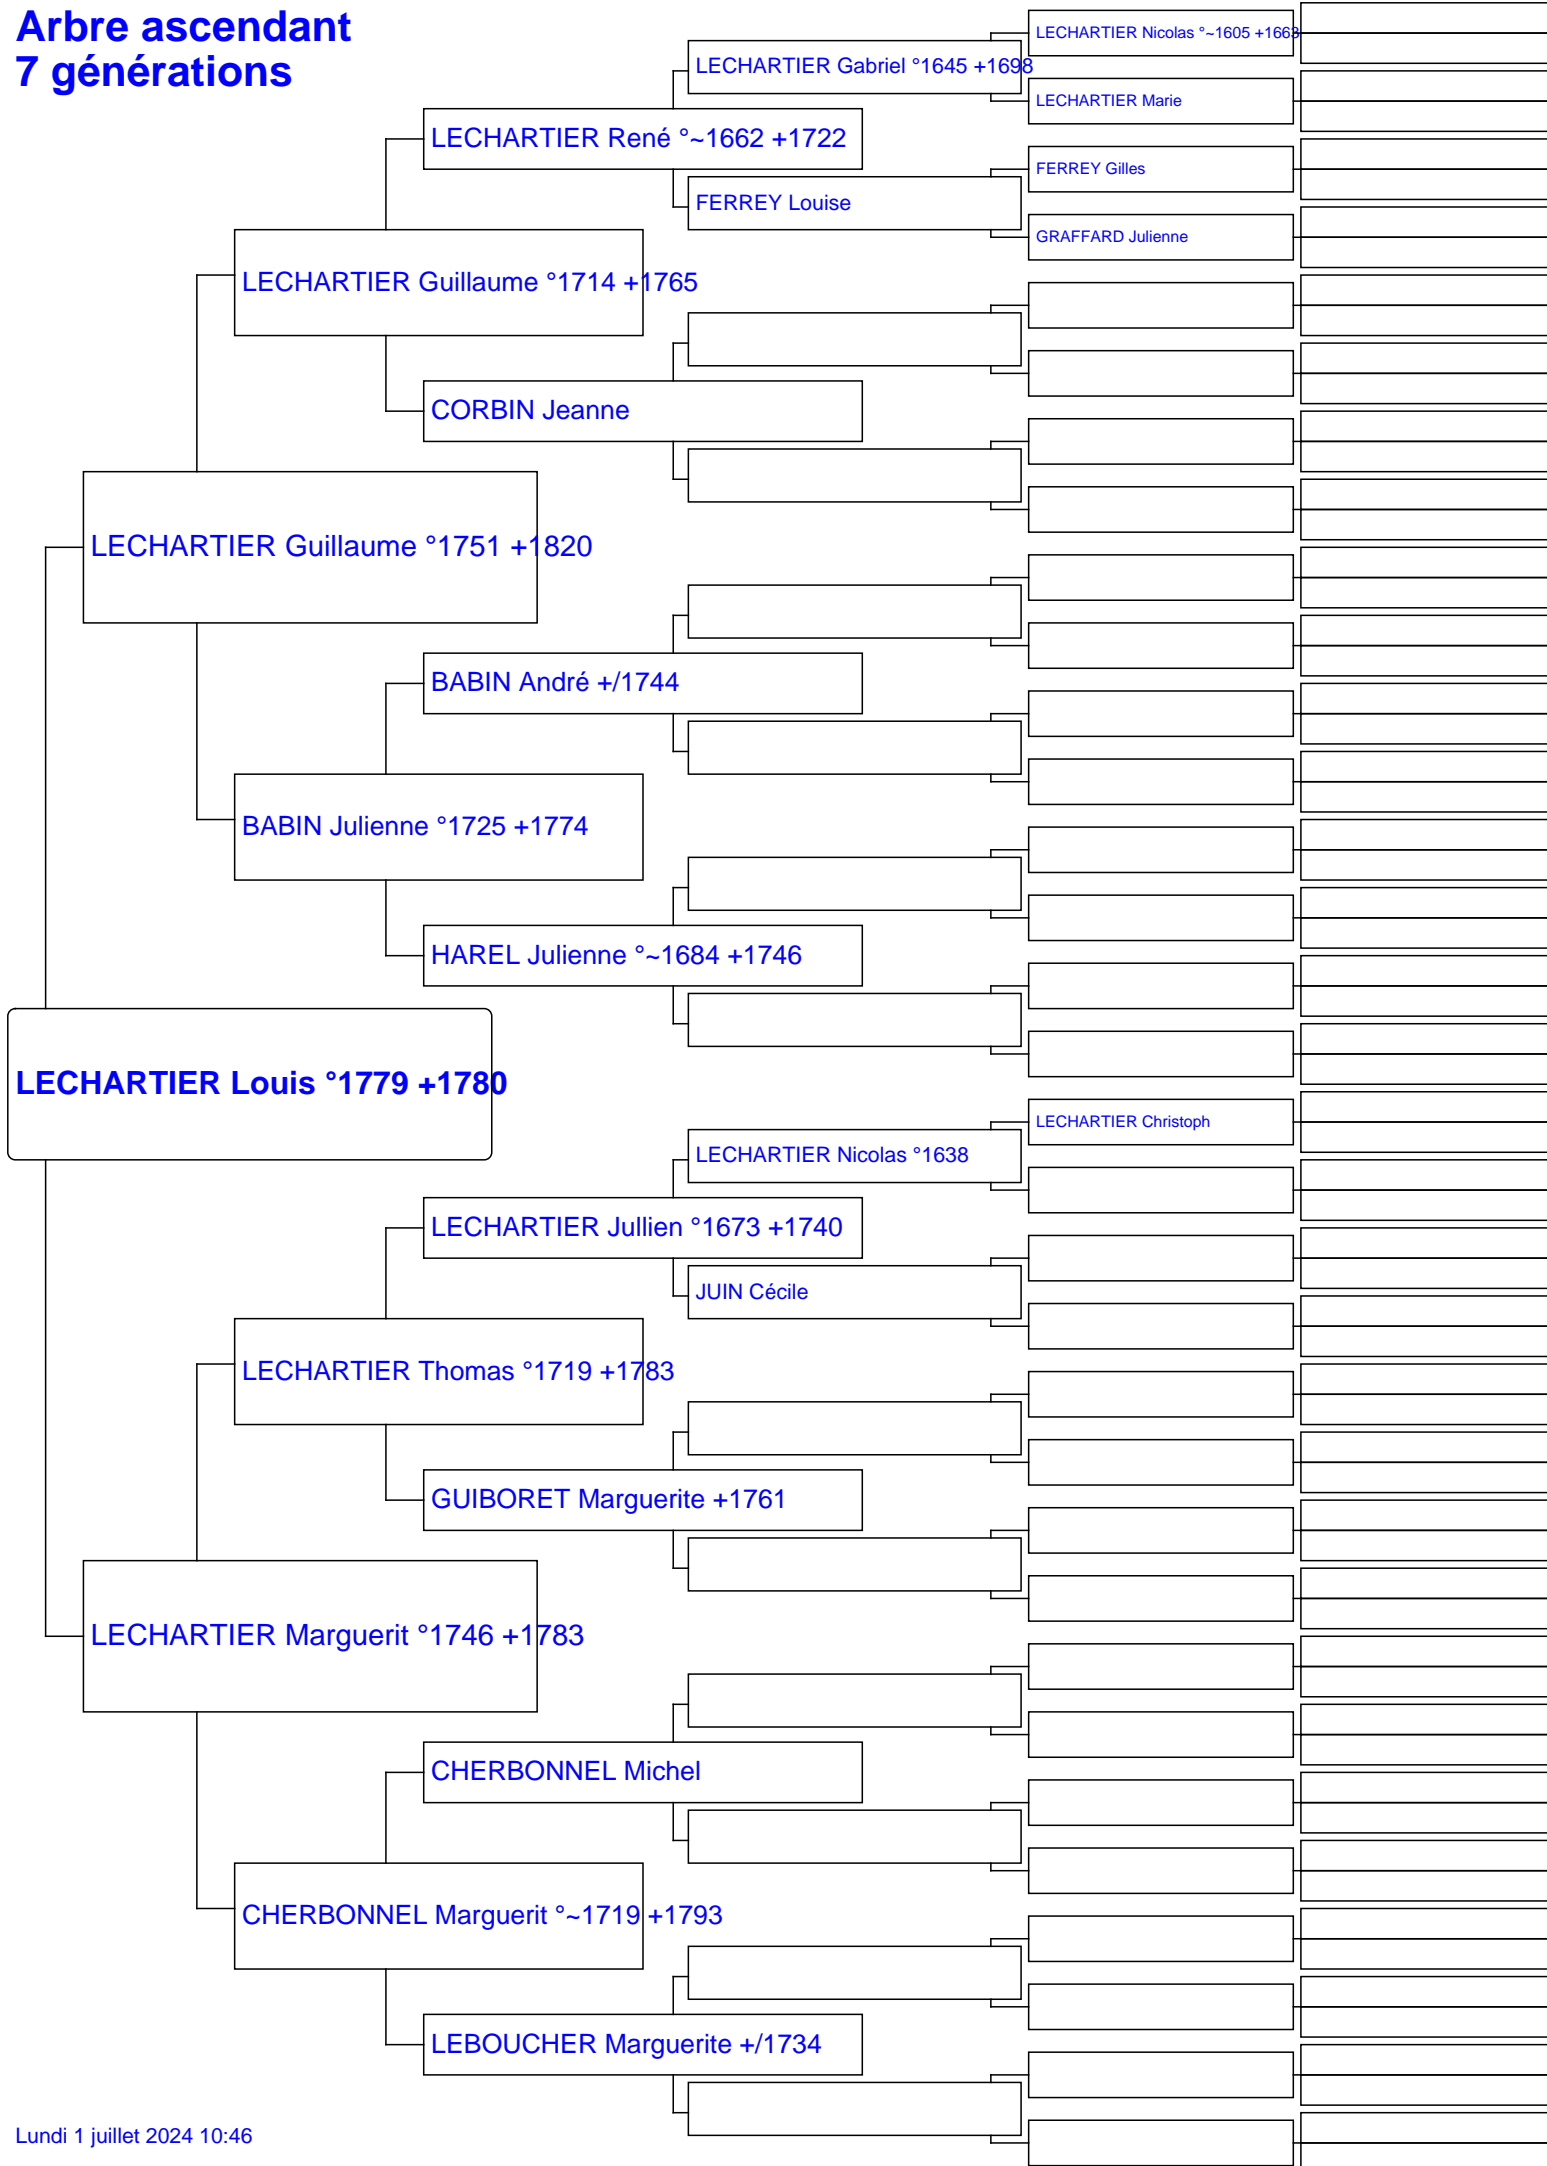 Arbre ascendant
7 générations
LECHARTIER Nicolas °~1605 +1663
LECHARTIER Gabriel °1645 +1698
LECHARTIER Marie
LECHARTIER René °~1662 +1722
FERREY Gilles
FERREY Louise
GRAFFARD Julienne
LECHARTIER Guillaume °1714 +1765
CORBIN Jeanne
LECHARTIER Guillaume °1751 +1820
BABIN André +/1744
BABIN Julienne °1725 +1774
HAREL Julienne °~1684 +1746
LECHARTIER Louis °1779 +1780
LECHARTIER Christoph
LECHARTIER Nicolas °1638
LECHARTIER Jullien °1673 +1740
JUIN Cécile
LECHARTIER Thomas °1719 +1783
GUIBORET Marguerite +1761
LECHARTIER Marguerit °1746 +1783
CHERBONNEL Michel
CHERBONNEL Marguerit °~1719 +1793
LEBOUCHER Marguerite +/1734
Lundi 1 juillet 2024 10:46